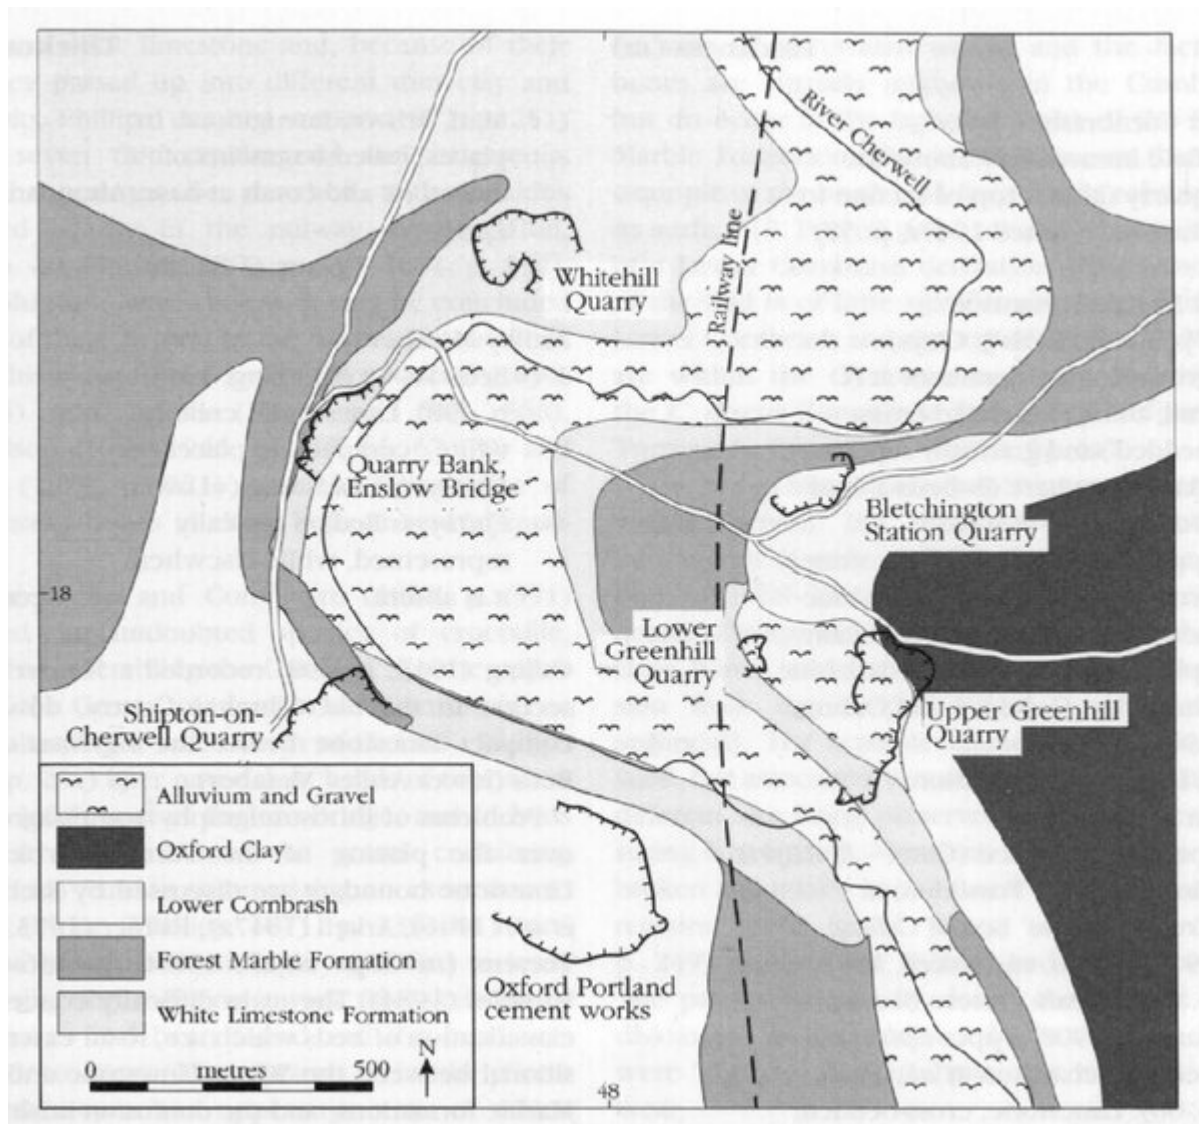 River Cherwell
Railway line
Whitehill
Quarry
Quarry Bank,
Enslow Bridge
Bletchington
Station Quarry
18
Lower
Greenhill
Quarry
Shipton-on-
Cherwell Quarry
Upper Greenhill
Quarry
Alluvium and Gravel
Oxford Clay
Lower Cornbrash
Forest Marble Formation
White Limestone Formation
Oxford Portland
cement works
0 metres 500
N
48